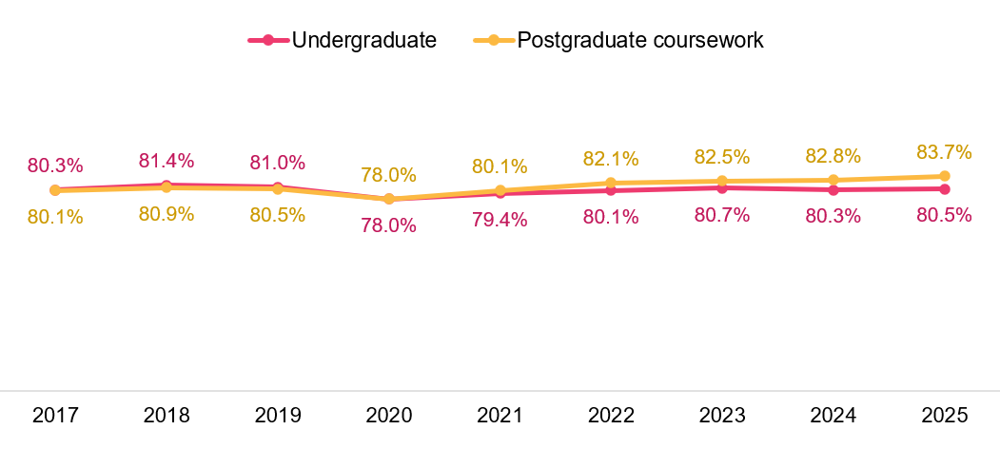 Undergraduate Postgraduate coursework
80.3% 81.4% 81.0% 78.0% 80.1% 82.1% 82.5% 82.8% 83.7%
80.1% 80.9% 80.5% 78.0% 79.4% 80.1% 80.7% 80.3% 80.5%
2017 2018 2019 2020 2021 2022 2023 2024 2025